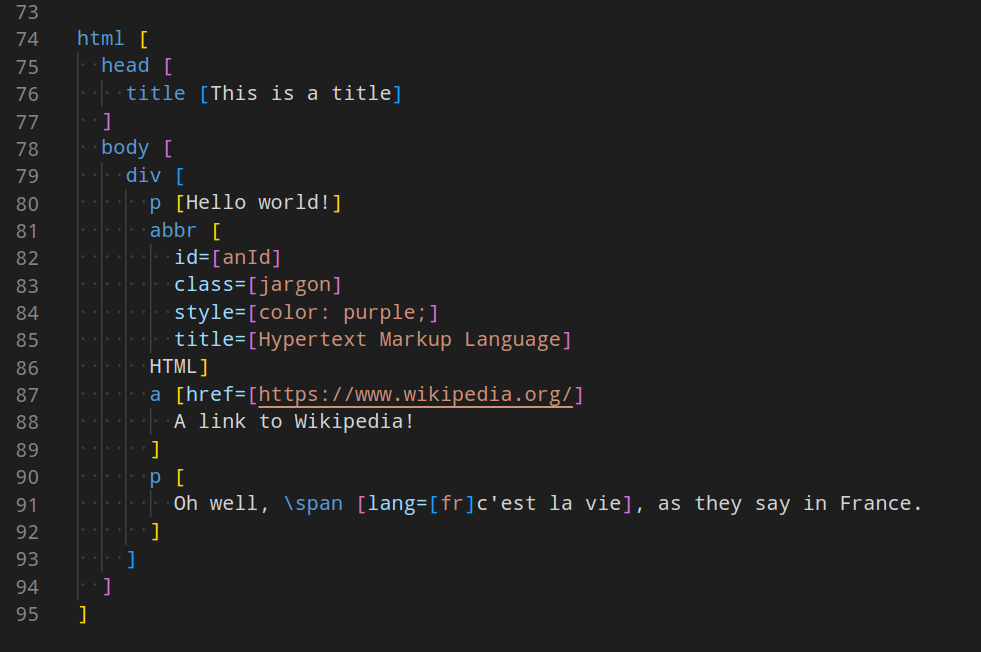 73
74 html [
75   head [
76     title [This is a title]
77   ]
78   body [
79     div [
80       p [Hello world!]
81       abbr [
82         id=[anId]
83         class=[jargon]
84         style=[color: purple;]
85         title=[Hypertext Markup Language]
86       HTML]
87       a [href=[https://www.wikipedia.org/]
88         A link to Wikipedia!
89       ]
90       p [
91         Oh well, \span [lang=[fr]c'est la vie], as they say in France.
92       ]
93     ]
94   ]
95 ]